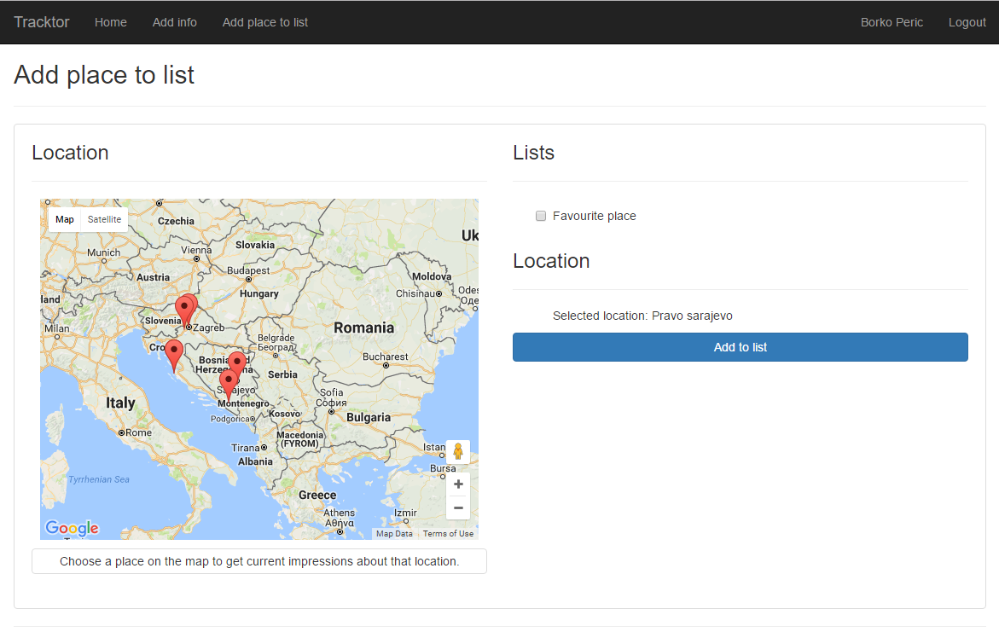 Tracktor Home Add info Add place to list Borko Peric Logout
Add place to list
Location
Map Satellite
Czechia
Uk
Slovakia
Munich
Vienna
Budapest
Austria
Moldova
Hungary
Chisinau
Odes
Оде
land
Slovenia
Milan
Zagreb
Romania
Cro
Belgrade
Београд
Bosnia
d
Herzeg
na
Bucharest
Serbia
Sarajevo
Sofia
София
Italy
Montenegro
Kosovo
Podgorica
Bulgaria
Rome
Macedonia
(FYROM)
Tirana
Istan
Albania
Bursa
Tyrrhenian Sea
Greece
Athens
Αθήνα
Izmir
Google
Map Data Terms of Use
Choose a place on the map to get current impressions about that location.
Lists
Favourite place
Location
Selected location: Pravo sarajevo
Add to list